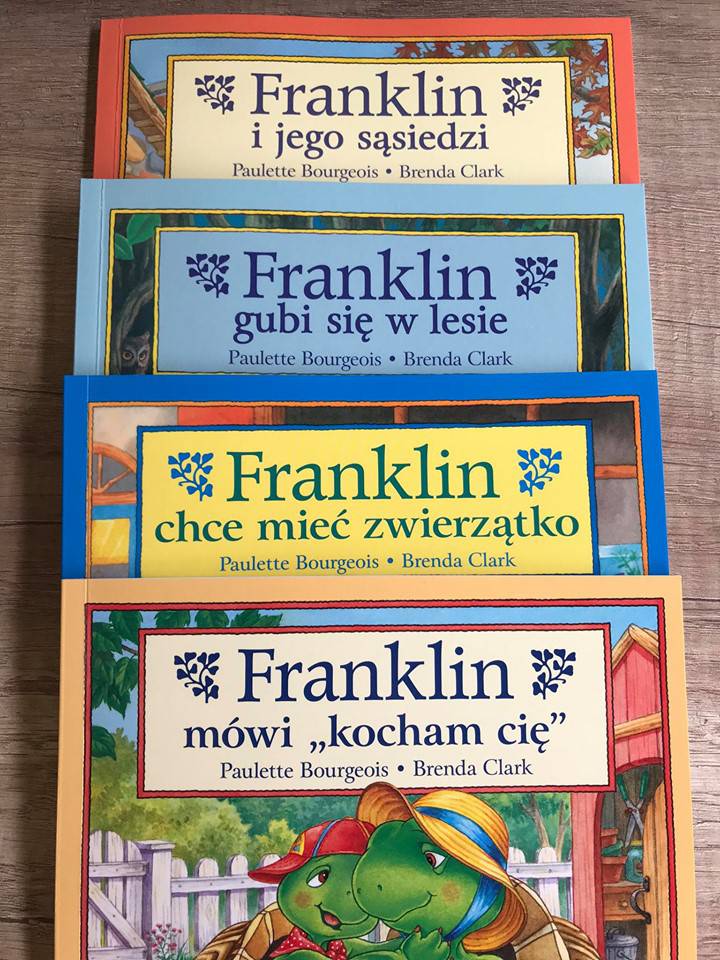 Franklin
i jego sąsiedzi
Paulette Bourgeois • Brenda Clark
Franklin
gubi się w lesie
Paulette Bourgeois • Brenda Clark
Franklin
chce mieć zwierzątko
Paulette Bourgeois • Brenda Clark
Franklin
mówi „kocham cię”
Paulette Bourgeois • Brenda Clark